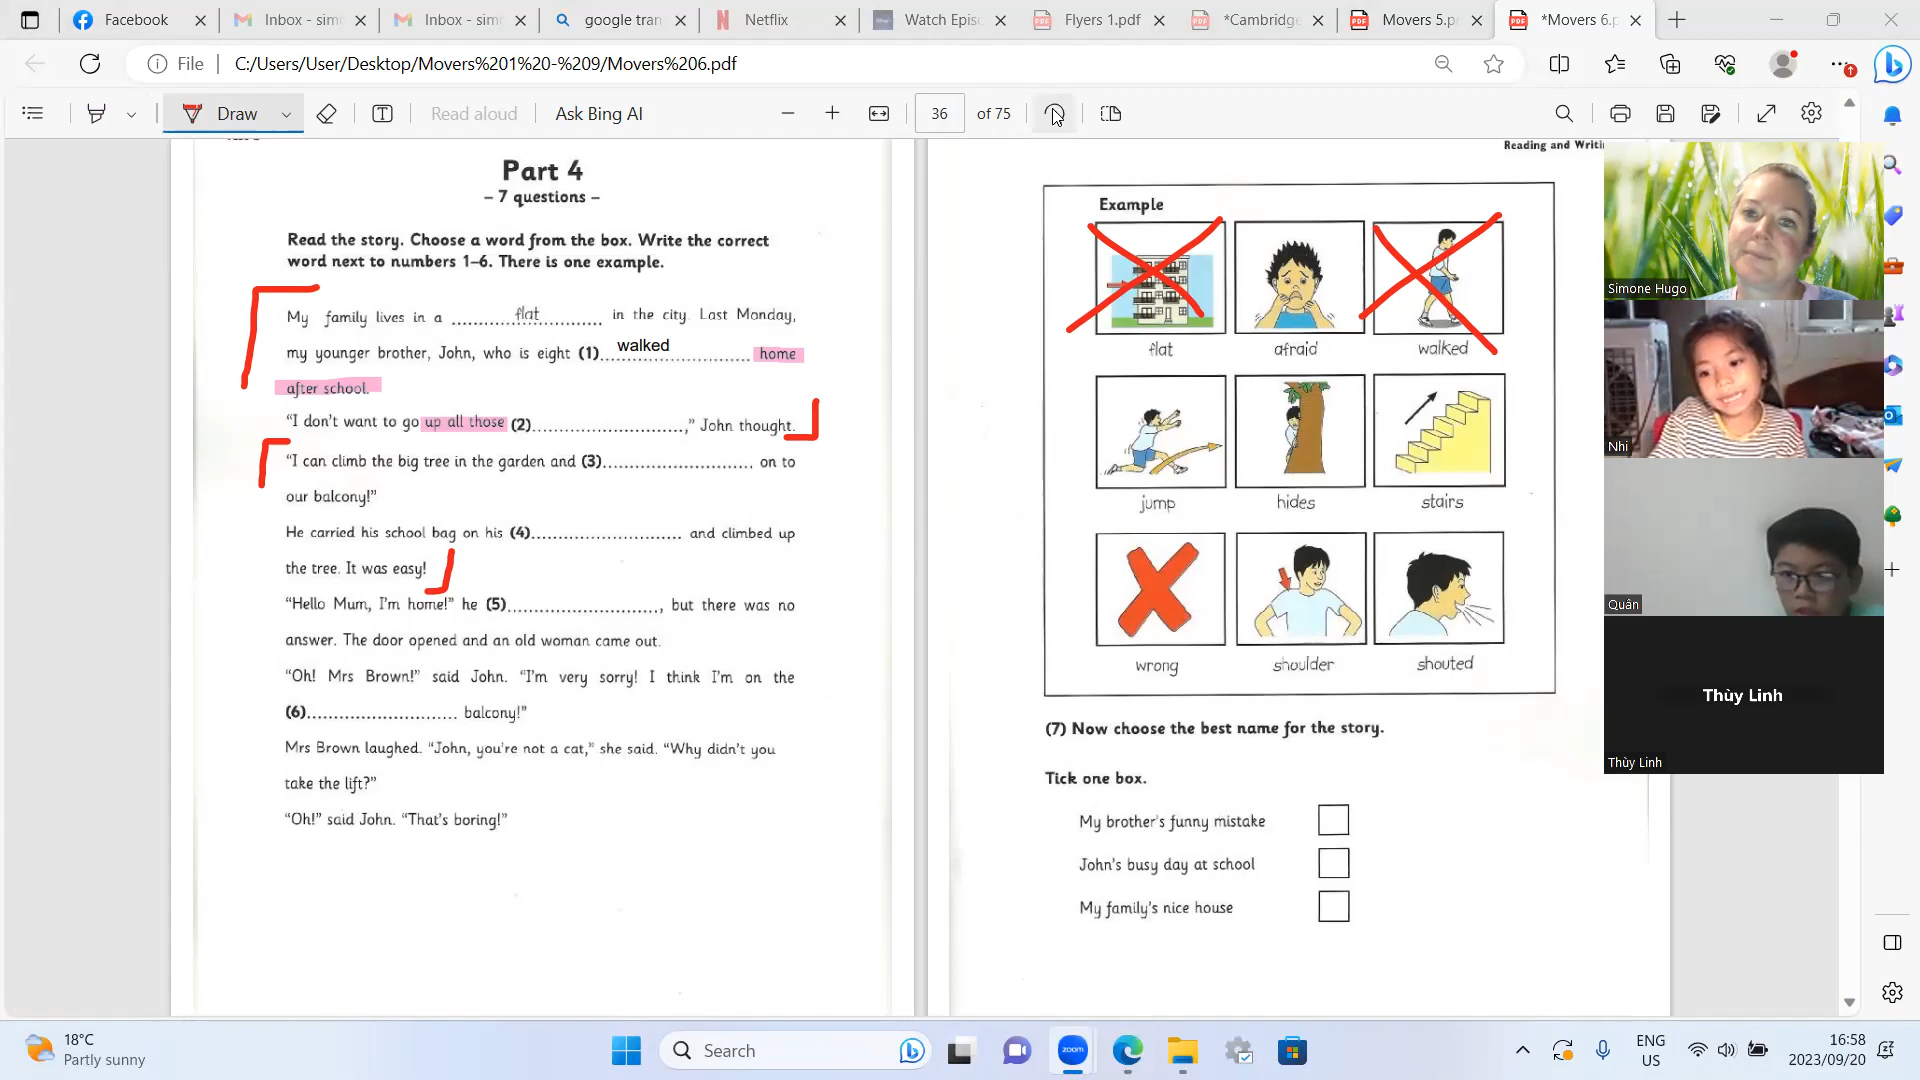 Facebook
Inbox - sim
Inbox - sim
google tran
Netflix
Watch Epis
Flyers 1.pdf
*Cambridge
Movers 5.p
*Movers 6.p
File
C:/Users/User/Desktop/Movers%201%20-%209/Movers%206.pdf
Draw
Read aloud
Ask Bing AI
36
of 75
Part 4
– 7 questions –
Read the story. Choose a word from the box. Write the correct
word next to numbers 1–6. There is one example.
My family lives in a ..........flat.......... in the city. Last Monday,
my younger brother, John, who is eight (1) walked home
after school.
“I don’t want to go up all those (2)..............................,” John thought.
“I can climb the big tree in the garden and (3).............................. on to
our balcony!”
He carried his school bag on his (4).............................. and climbed up
the tree. It was easy!
“Hello Mum, I’m home!” he (5).............................., but there was no
answer. The door opened and an old woman came out.
“Oh! Mrs Brown!” said John. “I’m very sorry! I think I’m on the
(6).............................. balcony!”
Mrs Brown laughed. “John, you’re not a cat,” she said. “Why didn’t you
take the lift?”
“Oh!” said John. “That’s boring!”
Reading and Writi
Example
flat afraid walked
jump hides stairs
wrong shoulder shouted
(7) Now choose the best name for the story.
Tick one box.
My brother’s funny mistake
John’s busy day at school
My family’s nice house
Simone Hugo
Nhi
Quân
Thùy Linh
Thùy Linh
18°C
Partly sunny
Search
zoom
ENG
US
16:58
2023/09/20